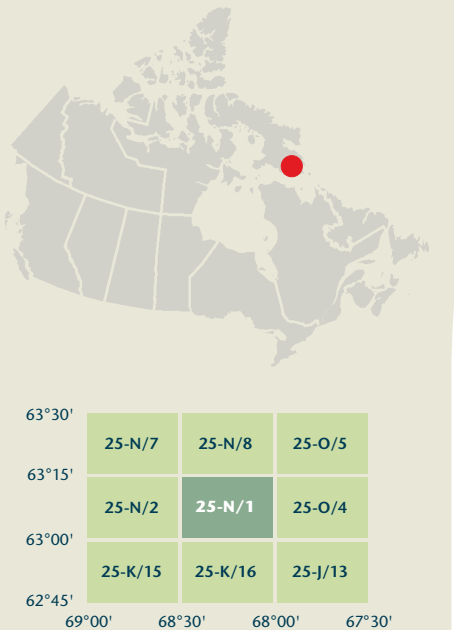 63°30'
25-N/7 25-N/8 25-O/5
63°15'
25-N/2 25-N/1 25-O/4
63°00'
25-K/15 25-K/16 25-J/13
62°45'
69°00' 68°30' 68°00' 67°30'